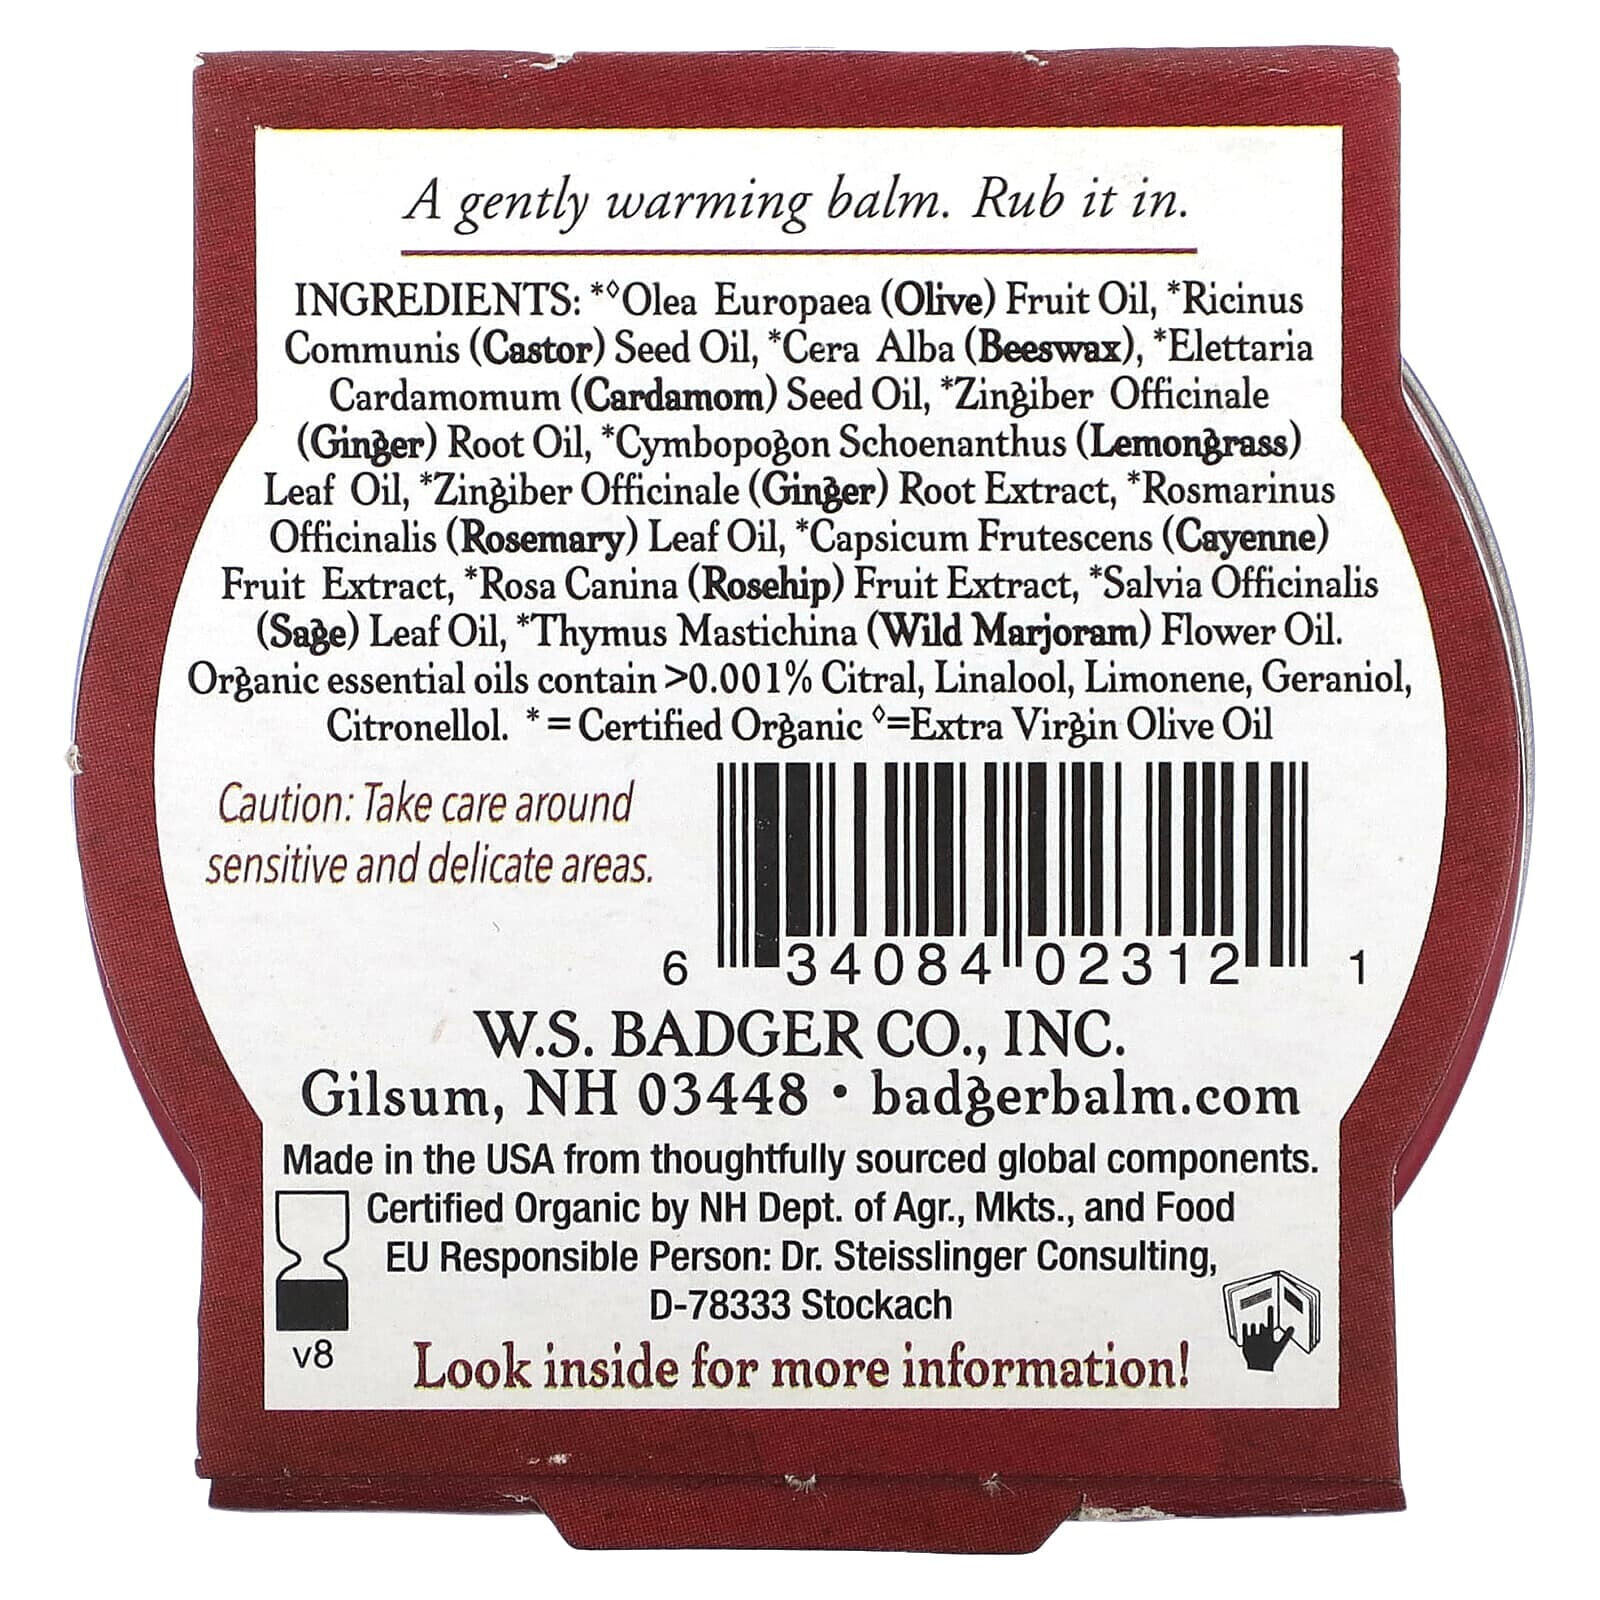 A gently warming balm. Rub it in.
INGREDIENTS: *◊Olea Europaea (Olive) Fruit Oil, *Ricinus
Communis (Castor) Seed Oil, *Cera Alba (Beeswax), *Elettaria
Cardamomum (Cardamom) Seed Oil, *Zingiber Officinale
(Ginger) Root Oil, *Cymbopogon Schoenanthus (Lemongrass)
Leaf Oil, *Zingiber Officinale (Ginger) Root Extract, *Rosmarinus
Officinalis (Rosemary) Leaf Oil, *Capsicum Frutescens (Cayenne)
Fruit Extract, *Rosa Canina (Rosehip) Fruit Extract, *Salvia Officinalis
(Sage) Leaf Oil, *Thymus Mastichina (Wild Marjoram) Flower Oil.
Organic essential oils contain >0.001% Citral, Linalool, Limonene, Geraniol,
Citronellol. * = Certified Organic ◊=Extra Virgin Olive Oil
Caution: Take care around
sensitive and delicate areas.
6 34084 02312 1
W.S. BADGER CO., INC.
Gilsum, NH 03448 • badgerbalm.com
Made in the USA from thoughtfully sourced global components.
Certified Organic by NH Dept. of Agr., Mkts., and Food
EU Responsible Person: Dr. Steisslinger Consulting,
D-78333 Stockach
v8
Look inside for more information!